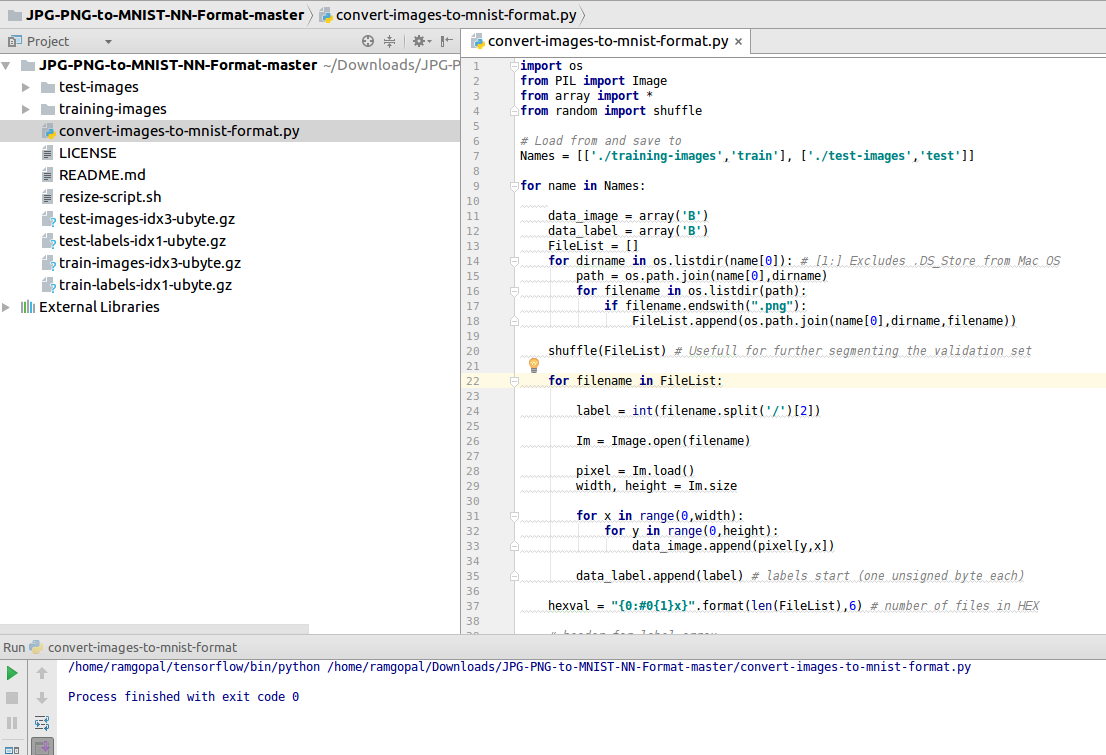 JPG-PNG-to-MNIST-NN-Format-master convert-images-to-mnist-format.py
Project
JPG-PNG-to-MNIST-NN-Format-master ~/Downloads/JPG-P
test-images
training-images
convert-images-to-mnist-format.py
LICENSE
README.md
resize-script.sh
test-images-idx3-ubyte.gz
test-labels-idx1-ubyte.gz
train-images-idx3-ubyte.gz
train-labels-idx1-ubyte.gz
External Libraries
convert-images-to-mnist-format.py ×
1 import os
2 from PIL import Image
3 from array import *
4 from random import shuffle
5
6 # Load from and save to
7 Names = [['./training-images','train'], ['./test-images','test']]
8
9 for name in Names:
10
11     data_image = array('B')
12     data_label = array('B')
13     FileList = []
14     for dirname in os.listdir(name[0]): # [1:] Excludes .DS_Store from Mac OS
15         path = os.path.join(name[0],dirname)
16         for filename in os.listdir(path):
17             if filename.endswith(".png"):
18                 FileList.append(os.path.join(name[0],dirname,filename))
19
20     shuffle(FileList) # Usefull for further segmenting the validation set
21
22     for filename in FileList:
23
24         label = int(filename.split('/')[2])
25
26         Im = Image.open(filename)
27
28         pixel = Im.load()
29         width, height = Im.size
30
31         for x in range(0,width):
32             for y in range(0,height):
33                 data_image.append(pixel[y,x])
34
35         data_label.append(label) # labels start (one unsigned byte each)
36
37     hexval = "{0:#0{1}x}".format(len(FileList),6) # number of files in HEX
38
39     # header for label array
Run convert-images-to-mnist-format
/home/ramgopal/tensorflow/bin/python /home/ramgopal/Downloads/JPG-PNG-to-MNIST-NN-Format-master/convert-images-to-mnist-format.py
Process finished with exit code 0